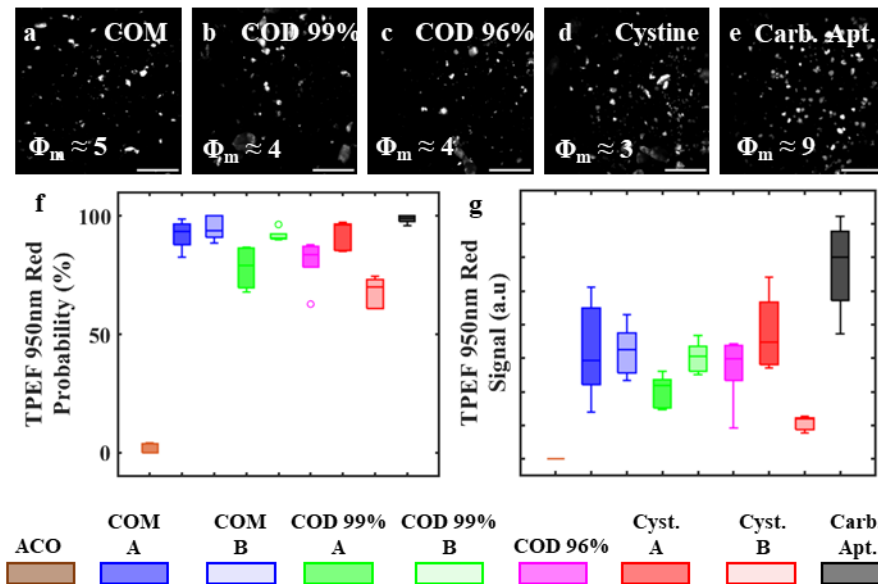 a COM
b COD 99%
c COD 96%
d Cystine
e Carb. Apt.
Φm ≈ 5
Φm ≈ 4
Φm ≈ 4
Φm ≈ 3
Φm ≈ 9
f
TPEF 950nm Red
Probability (%)
100
50
0
g
TPEF 950nm Red
Signal (a.u)
ACO
COM
A
COM
B
COD 99%
A
COD 99%
B
COD 96%
Cyst.
A
Cyst.
B
Carb
Apt.